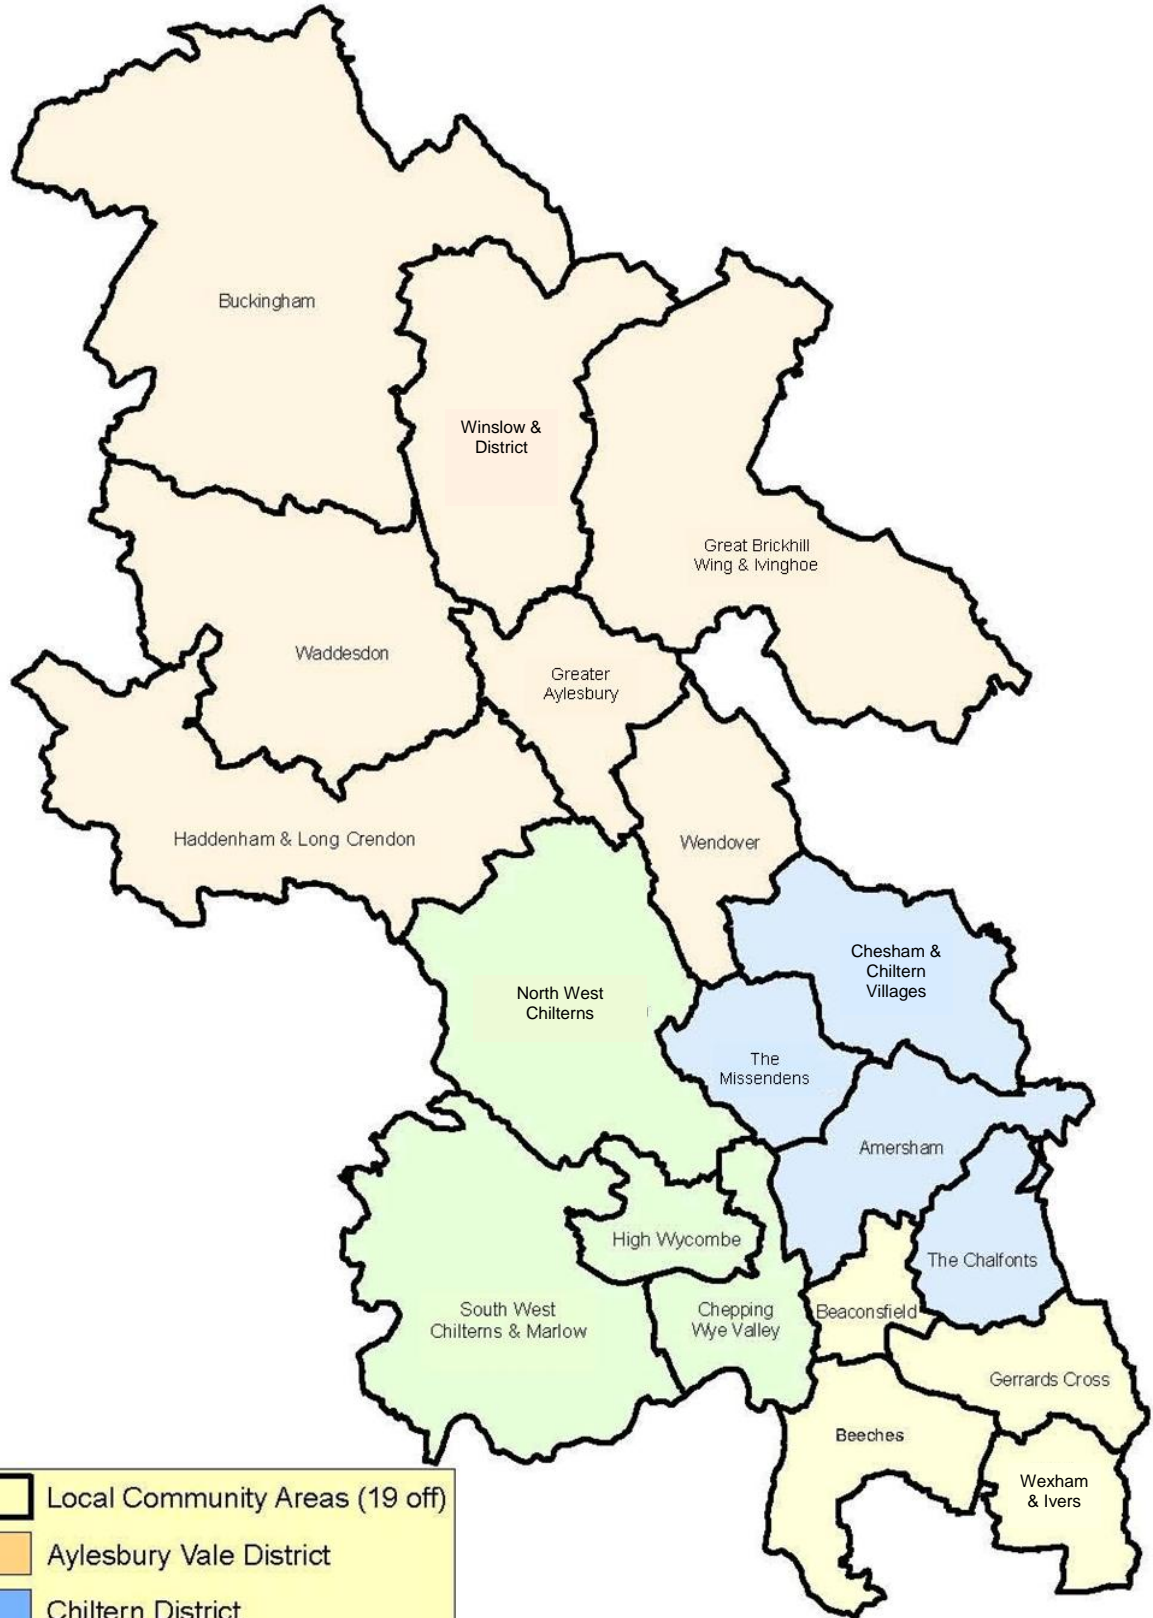 Buckingham
Winslow &
District
Great Brickhill
Wing & Ivinghoe
Waddesdon
Greater
Aylesbury
Haddenham & Long Crendon
Wendover
Chesham &
Chiltern
Villages
North West
Chilterns
The
Missendens
Amersham
High Wycombe
The Chalfonts
South West
Chilterns & Marlow
Chepping
Wye Valley
Beaconsfield
Gerrards Cross
Beeches
Wexham
& Ivers
Local Community Areas (19 off)
Aylesbury Vale District
Chiltern District